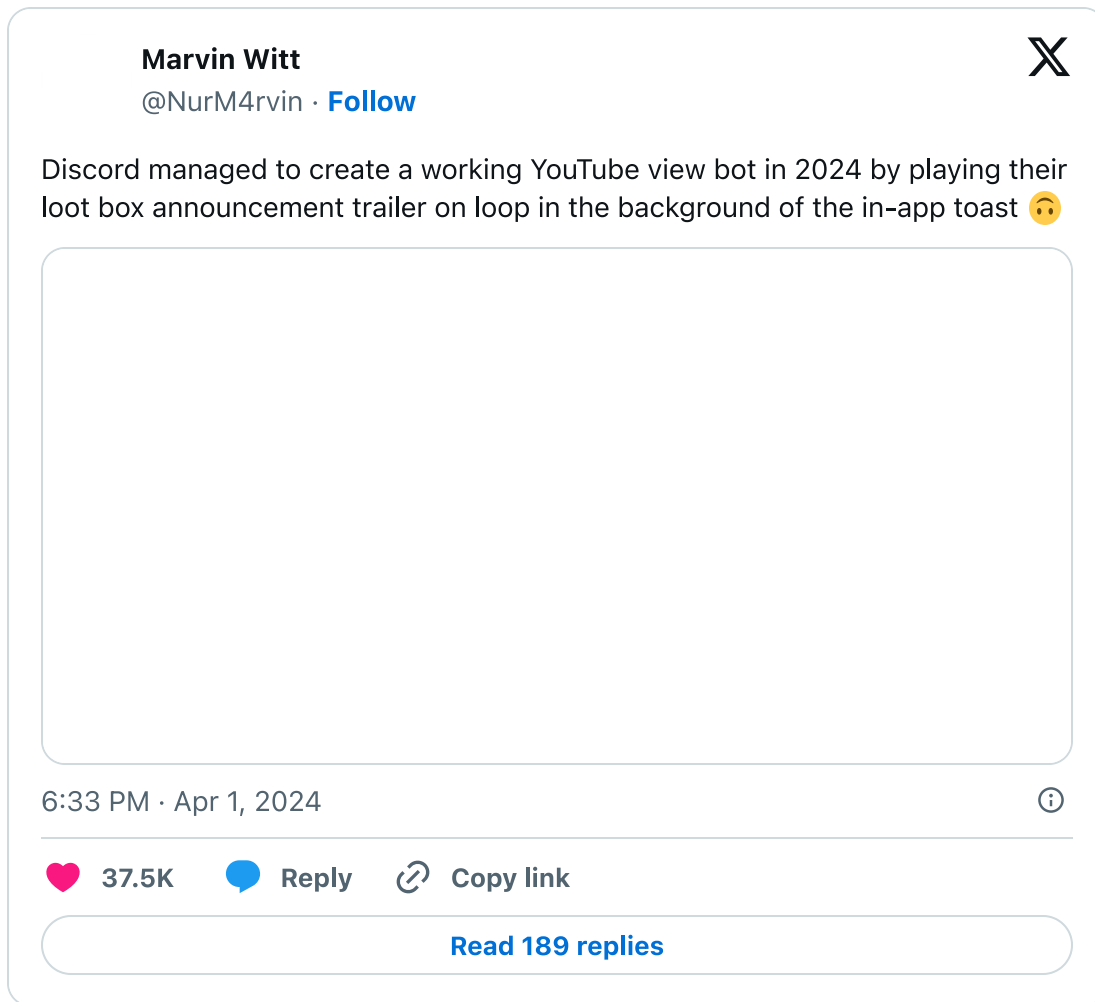 Marvin Witt
@NurM4rvin · Follow
Discord managed to create a working YouTube view bot in 2024 by playing their
loot box announcement trailer on loop in the background of the in-app toast 🙃
6:33 PM · Apr 1, 2024
37.5K Reply Copy link
Read 189 replies